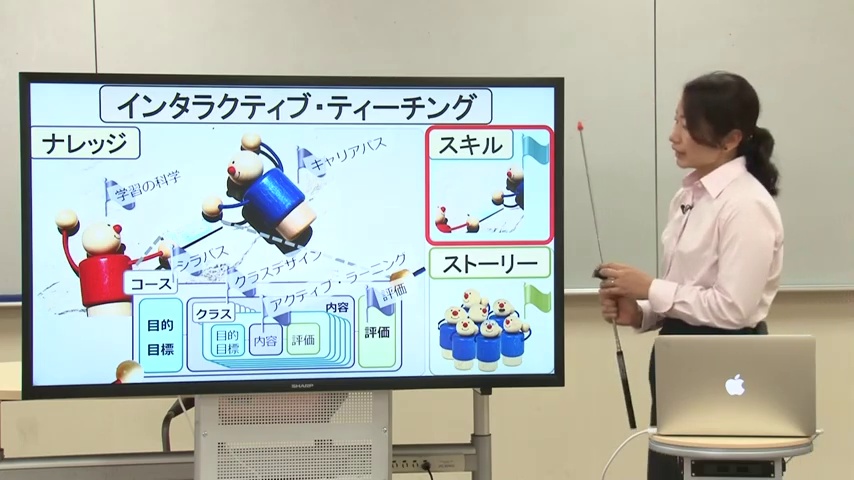 インタラクティブ・ティーチング
ナレッジ
スキル
キャリアパス
学習の科学
シラバス
クラスデザイン
アクティブ・ラーニング
評価
ストーリー
コース
目的
目標
クラス
内容
目的
目標
内容
評価
評価
SHARP